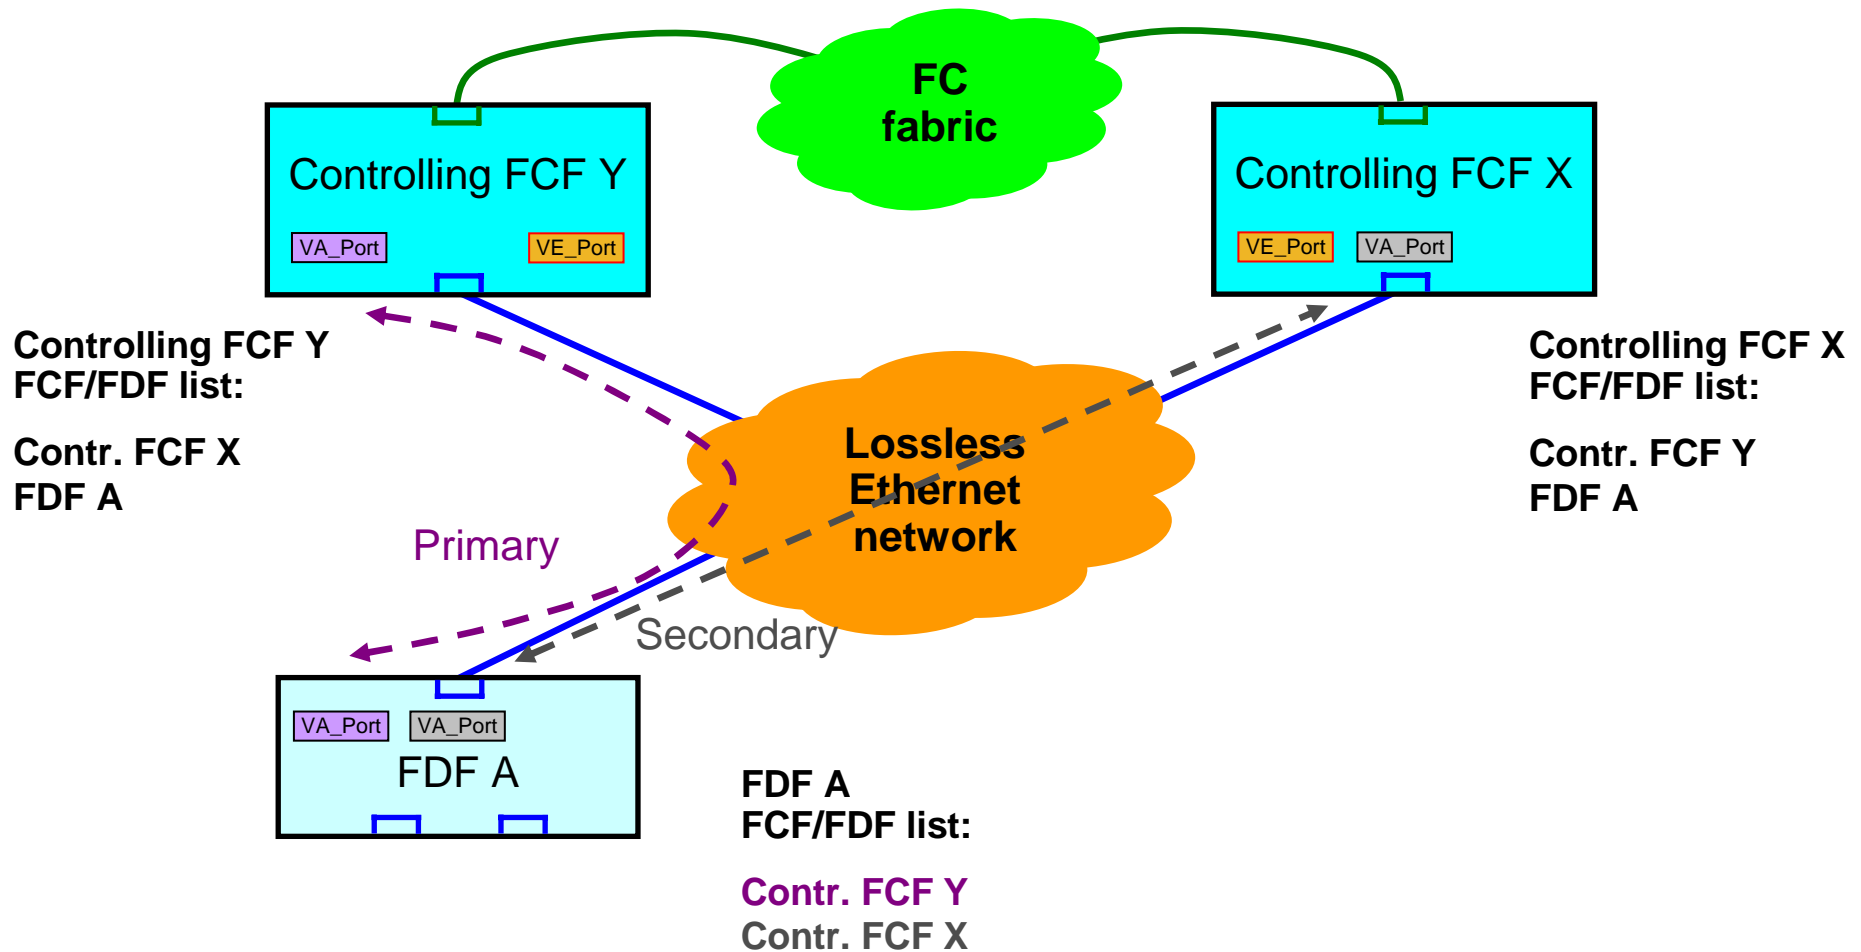 FC
fabric
Controlling FCF Y
VA_Port
VE_Port
Controlling FCF X
VE_Port
VA_Port
Controlling FCF Y
FCF/FDF list:
Contr. FCF X
FDF A
Lossless
Ethernet
network
Controlling FCF X
FCF/FDF list:
Contr. FCF Y
FDF A
Primary
Secondary
VA_Port
VA_Port
FDF A
FDF A
FCF/FDF list:
Contr. FCF Y
Contr. FCF X